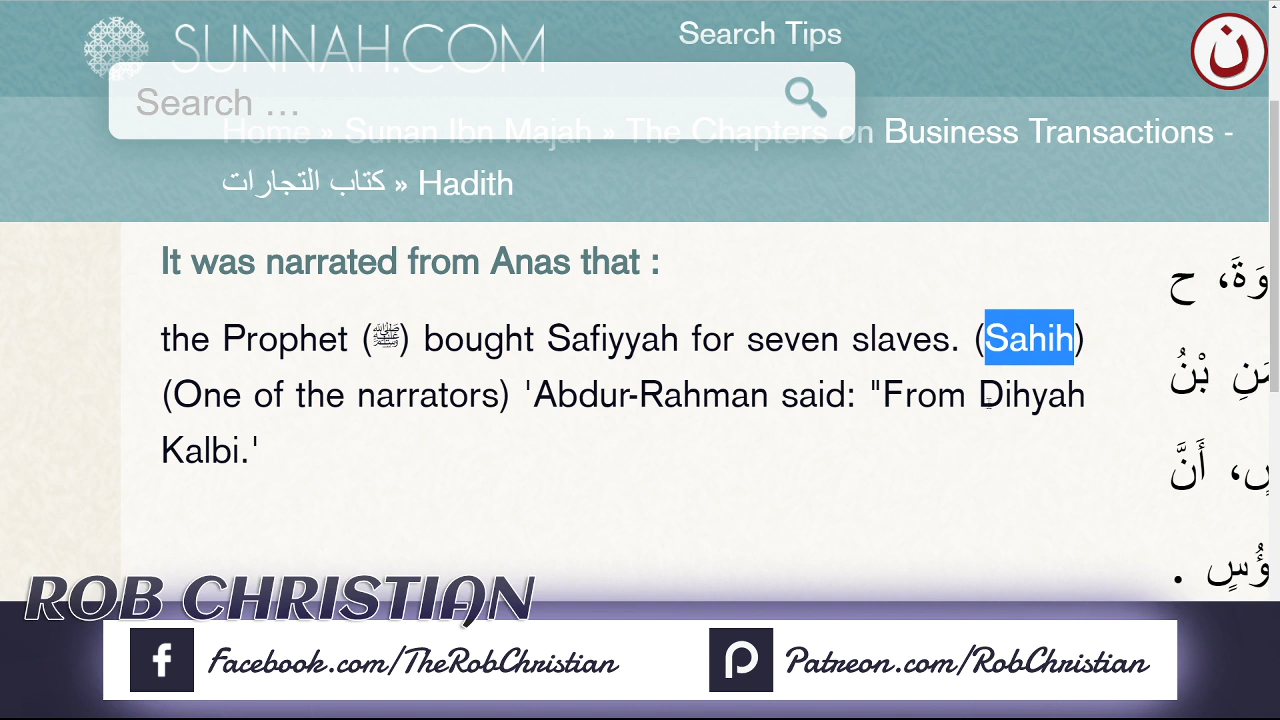 SUNNAH.COM
Search Tips
ن
Search ...
Home » Sunan Ibn Majah » The Chapters on Business Transactions -
كتاب التجارات » Hadith
It was narrated from Anas that :
the Prophet (ﷺ) bought Safiyyah for seven slaves. (Sahih)
(One of the narrators) 'Abdur-Rahman said: "From Dihyah
Kalbi.'
وَةَ، ح
مَنِ بْنُ
أَنَّ
ؤُسٍ .
ROB CHRISTIAN
Facebook.com/TheRobChristian
Patreon.com/RobChristian